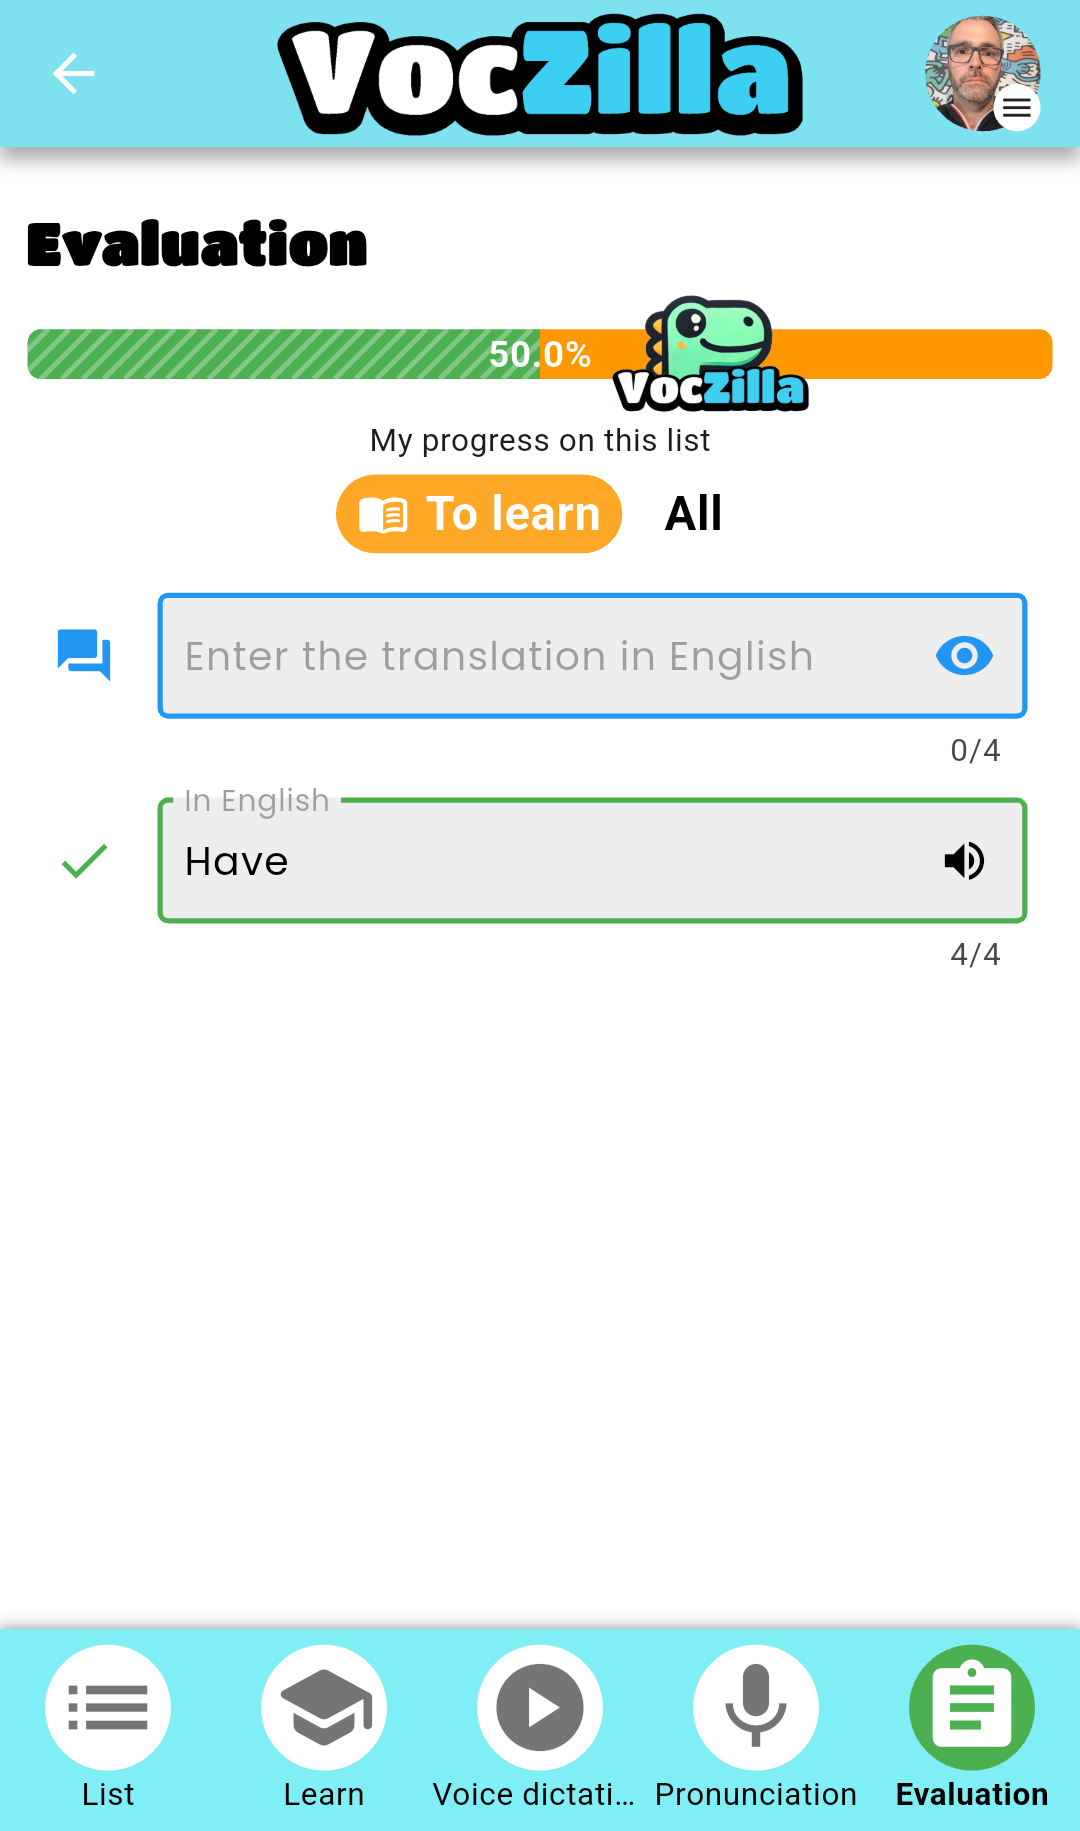 VocZilla
Evaluation
50.0%
VocZilla
My progress on this list
To learn All
Enter the translation in English
0/4
In English
Have
4/4
List Learn Voice dictati... Pronunciation Evaluation